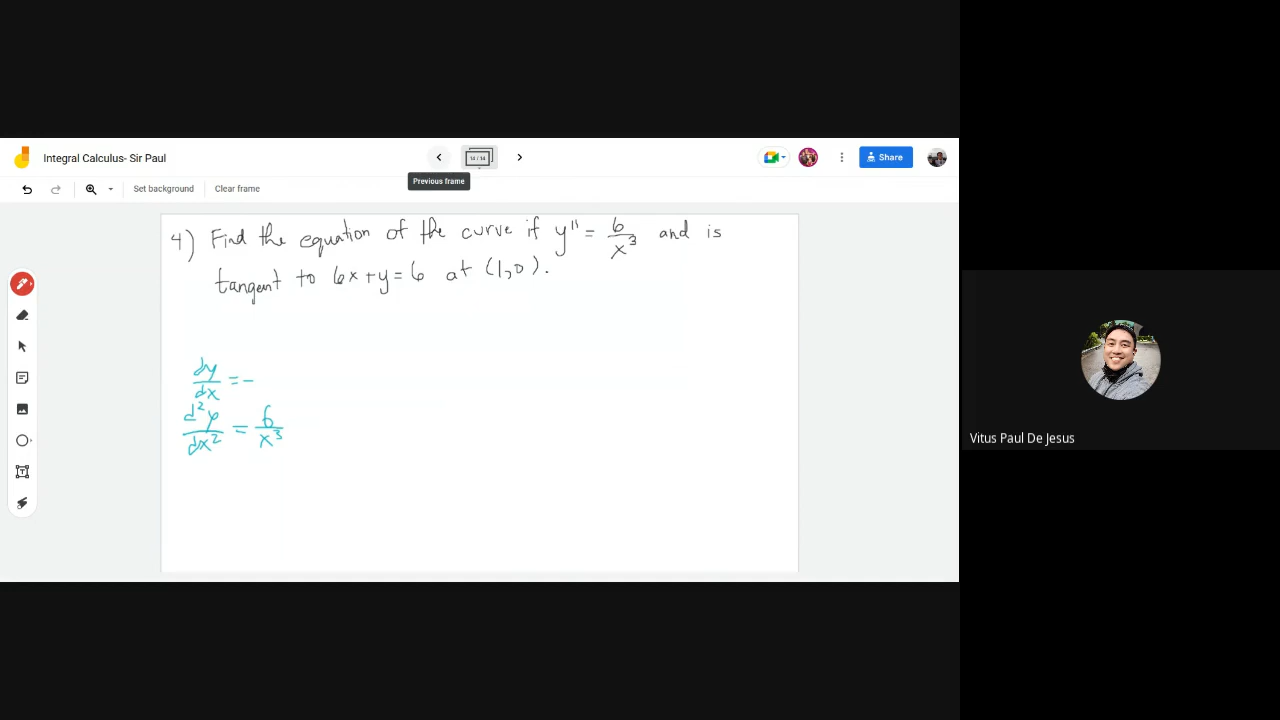 Integral Calculus- Sir Paul
14 / 14
Share
Previous frame
Set background
Clear frame
4) Find the equation of the curve if y" = 6/x³ and is
tangent to 6x+y=6 at (1,0).
dy/dx = -
d²y/dx² = 6/x³
Vitus Paul De Jesus